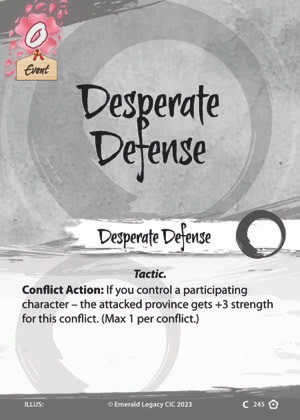 0
Event
Desperate
Defense
Desperate Defense
Tactic.
Conflict Action: If you control a participating
character – the attacked province gets +3 strength
for this conflict. (Max 1 per conflict.)
ILLUS: © Emerald Legacy CIC 2023 C 245